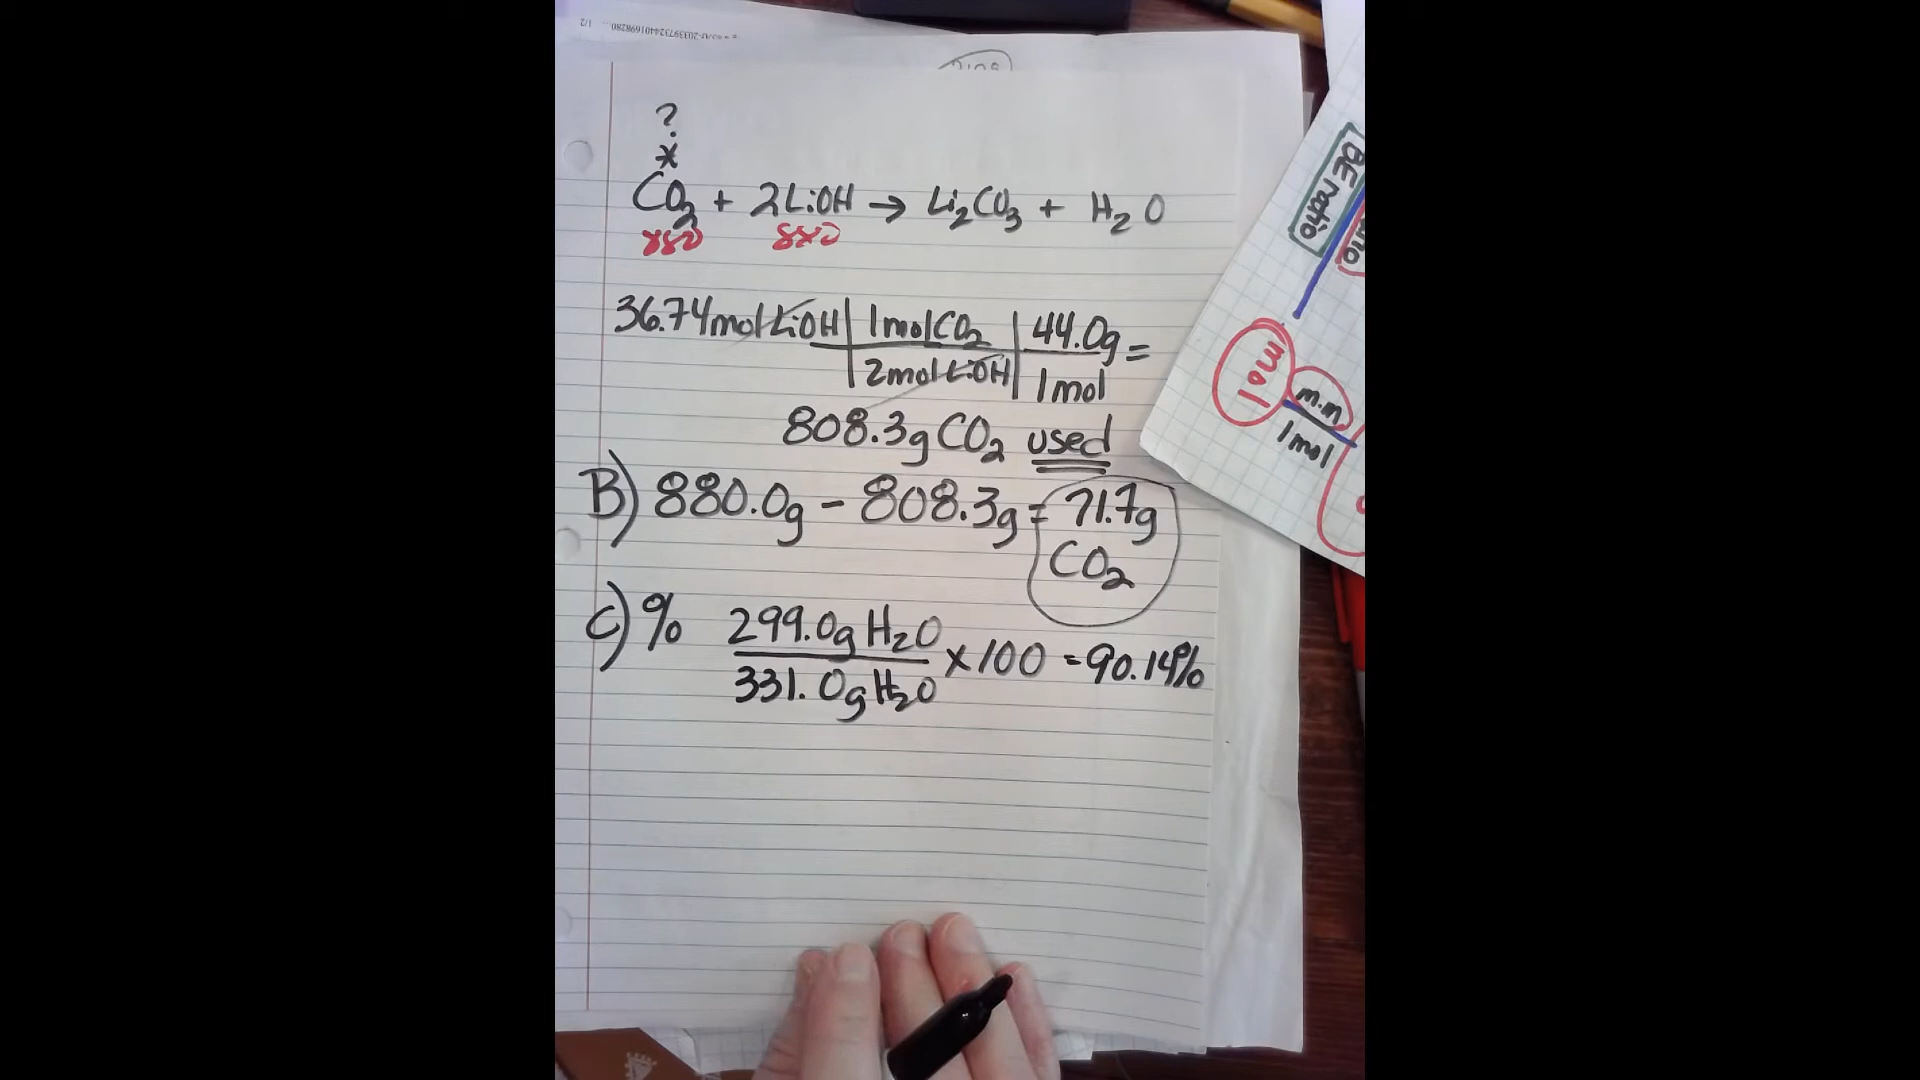 ?
*
CO2 + 2LiOH → Li2CO3 + H2O
880 880
36.74mol LiOH | 1molCO2 | 44.0g =
2mol LiOH | 1mol
808.3g CO2 used
B) 880.0g - 808.3g = 71.7g
CO2
C) % 299.0g H2O
x 100 = 90.14%
331.0g H2O
BE ratio
mol
m.m
1mol